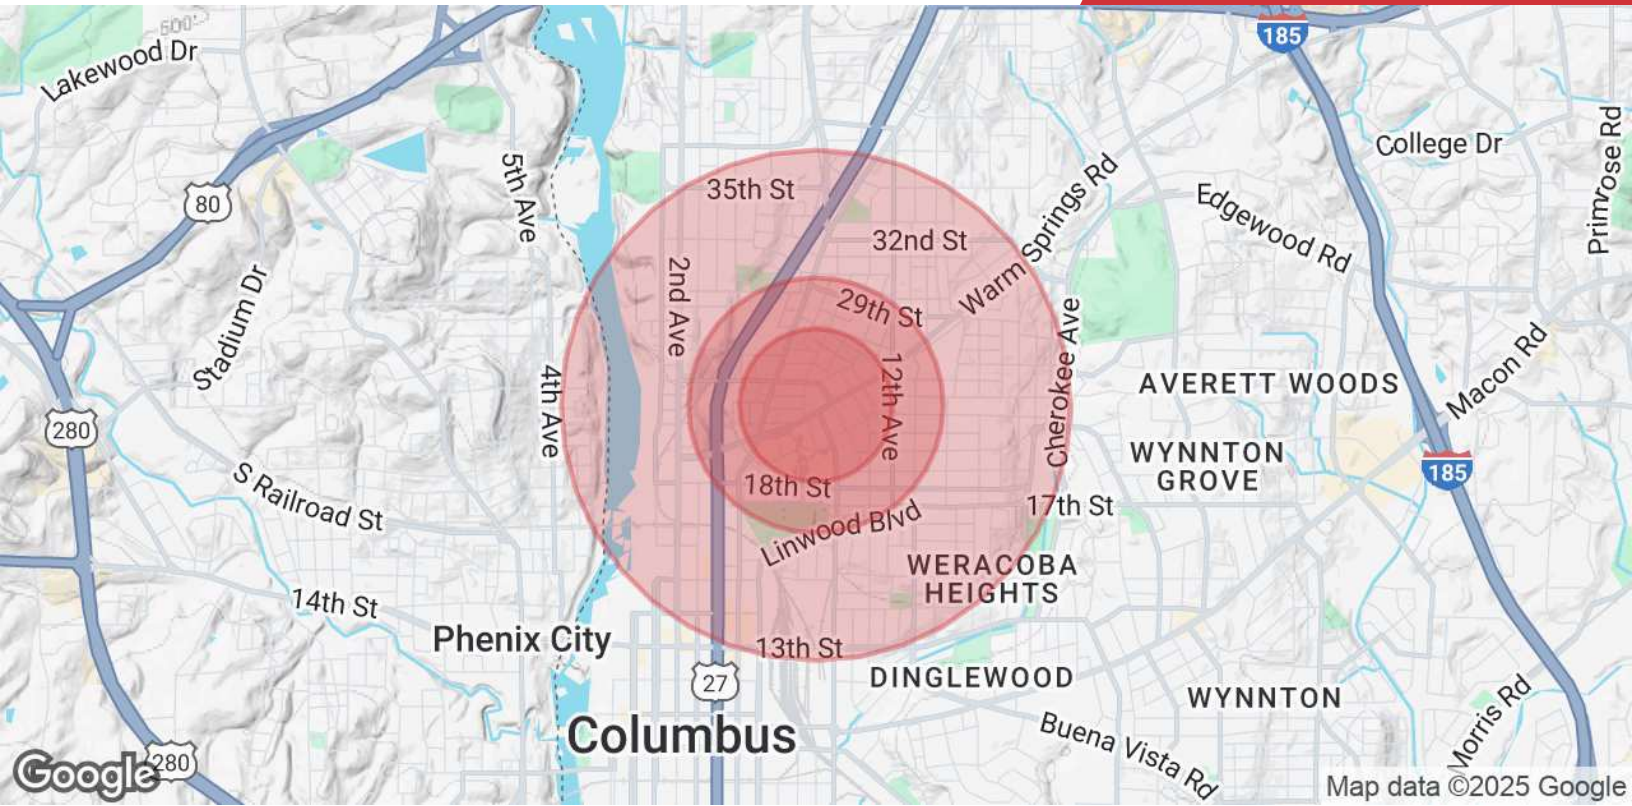 500'
Lakewood Dr
185
5th Ave
College Dr
Primrose Rd
80
35th St
Warm Springs Rd
Edgewood Rd
32nd St
Stadium Dr
2nd Ave
29th St
Cherokee Ave
Macon Rd
4th Ave
12th Ave
AVERETT WOODS
280
WYNNTON
GROVE
185
S Railroad St
18th St
17th St
Linwood Blvd
WERACOBA
HEIGHTS
14th St
Phenix City
13th St
27
DINGLEWOOD
WYNNTON
Morris Rd
Columbus
Buena Vista Rd
Google
280
Map data ©2025 Google